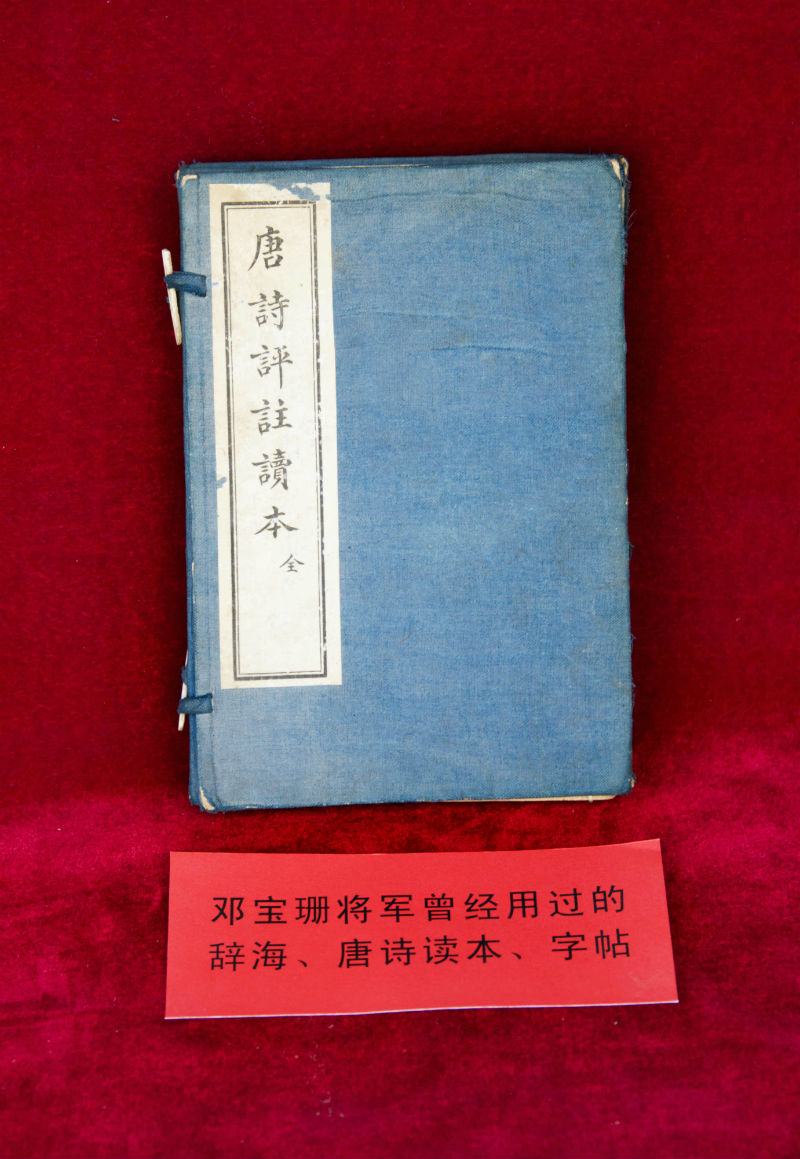 唐詩評註讀本
全
邓宝珊将军曾经用过的
辞海、唐诗读本、字帖